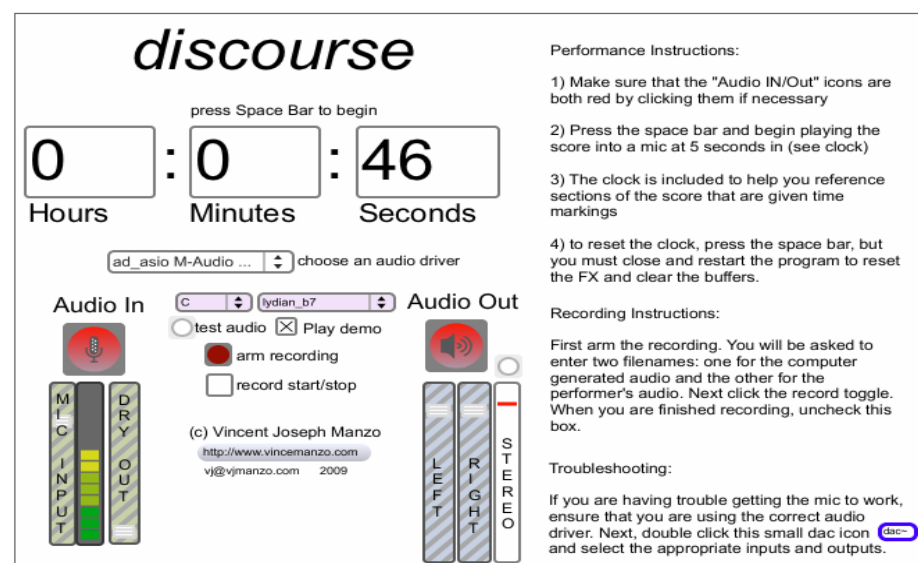 discourse
press Space Bar to begin
0 : 0 : 46
Hours Minutes Seconds
ad_asio M-Audio ... choose an audio driver
Audio In
C lydian_b7
Audio Out
test audio Play demo
arm recording
record start/stop
MIC INPUT
DRY OUT
(c) Vincent Joseph Manzo
http://www.vincemanzo.com
vj@vjmanzo.com 2009
LEFT
RIGHT
STEREO
Performance Instructions:
1) Make sure that the "Audio IN/Out" icons are
both red by clicking them if necessary
2) Press the space bar and begin playing the
score into a mic at 5 seconds in (see clock)
3) The clock is included to help you reference
sections of the score that are given time
markings
4) to reset the clock, press the space bar, but
you must close and restart the program to reset
the FX and clear the buffers.
Recording Instructions:
First arm the recording. You will be asked to
enter two filenames: one for the computer
generated audio and the other for the
performer's audio. Next click the record toggle.
When you are finished recording, uncheck this
box.
Troubleshooting:
If you are having trouble getting the mic to work,
ensure that you are using the correct audio
driver. Next, double click this small dac icon dac~
and select the appropriate inputs and outputs.